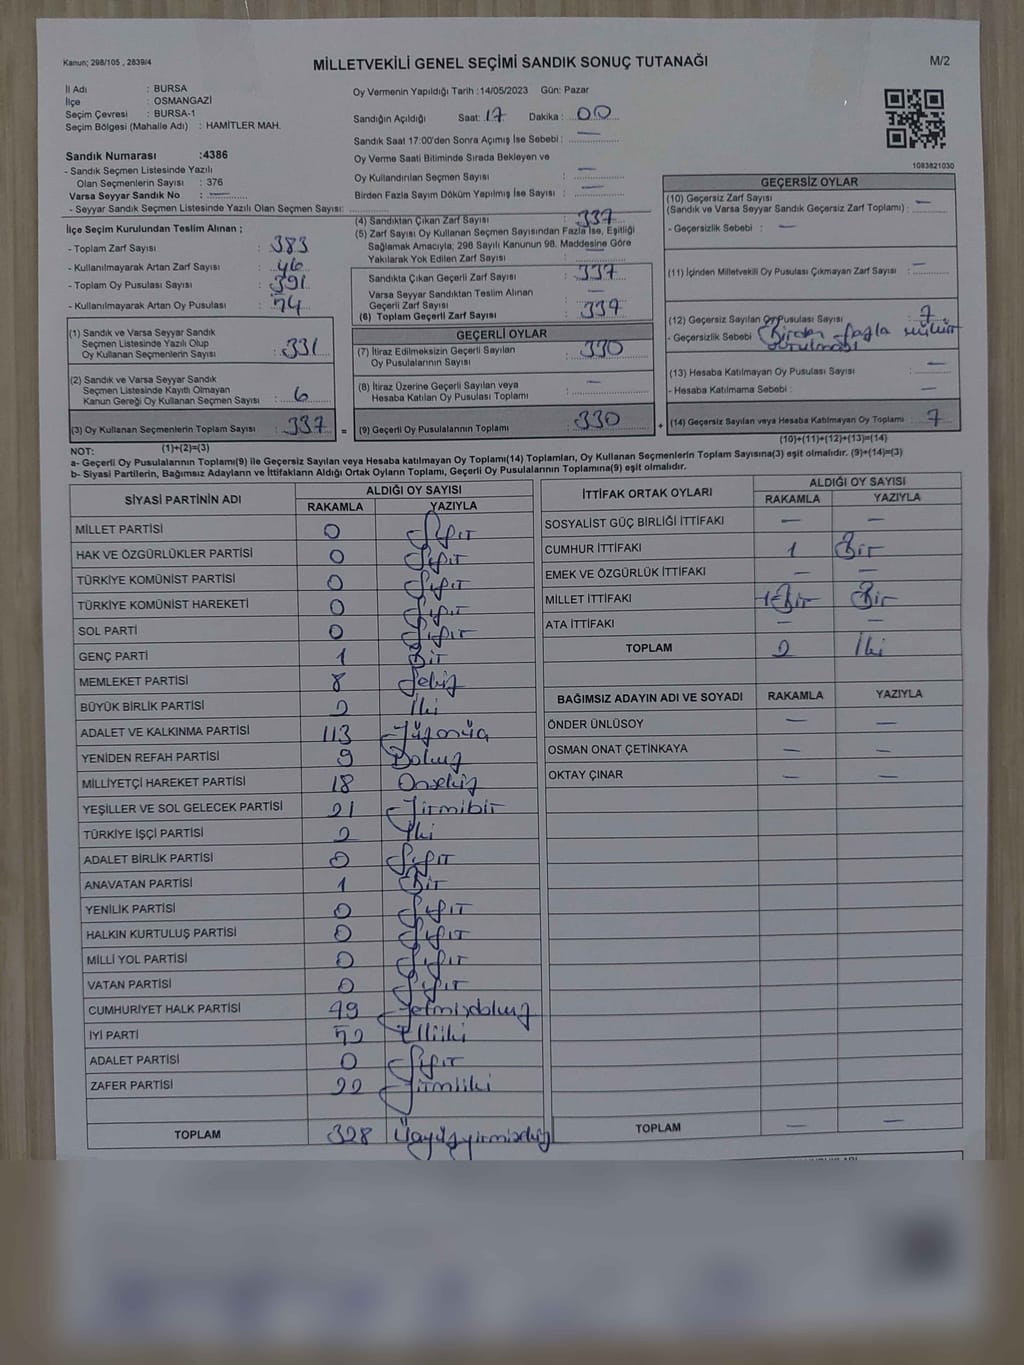 Kanun; 298/105 , 2839/4
MİLLETVEKİLİ GENEL SEÇİMİ SANDIK SONUÇ TUTANAĞI
M/2
İl Adı : BURSA
İlçe : OSMANGAZİ
Seçim Çevresi : BURSA-1
Seçim Bölgesi (Mahalle Adı) : HAMİTLER MAH.
Sandık Numarası :4386
- Sandık Seçmen Listesinde Yazılı
Olan Seçmenlerin Sayısı : 376
Varsa Seyyar Sandık No : —
- Seyyar Sandık Seçmen Listesinde Yazılı Olan Seçmen Sayısı:
Oy Vermenin Yapıldığı Tarih :14/05/2023 Gün: Pazar
Sandığın Açıldığı Saat: 17 Dakika : 00
Sandık Saat 17:00'den Sonra Açımış İse Sebebi : —
Oy Verme Saati Bitiminde Sırada Bekleyen ve
Oy Kullandırılan Seçmen Sayısı : —
Birden Fazla Sayım Döküm Yapılmış İse Sayısı : —
1083821030
İlçe Seçim Kurulundan Teslim Alınan ;
- Toplam Zarf Sayısı : 383
- Kullanılmayarak Artan Zarf Sayısı : 46
- Toplam Oy Pusulası Sayısı : 391
- Kullanılmayarak Artan Oy Pusulası : 54
(1) Sandık ve Varsa Seyyar Sandık
Seçmen Listesinde Yazılı Olup
Oy Kullanan Seçmenlerin Sayısı : 331
(2) Sandık ve Varsa Seyyar Sandık
Seçmen Listesinde Kayıtlı Olmayan
Kanun Gereği Oy Kullanan Seçmen Sayısı : 6
(3) Oy Kullanan Seçmenlerin Toplam Sayısı : 337
(1)+(2)=(3)
(4) Sandıktan Çıkan Zarf Sayısı : 337
(5) Zarf Sayısı Oy Kullanan Seçmen Sayısından Fazla İse, Eşitliği
Sağlamak Amacıyla; 298 Sayılı Kanunun 98. Maddesine Göre
Yakılarak Yok Edilen Zarf Sayısı : —
Sandıkta Çıkan Geçerli Zarf Sayısı : 337
Varsa Seyyar Sandıktan Teslim Alınan
Geçerli Zarf Sayısı : —
(6) Toplam Geçerli Zarf Sayısı : 337
GEÇERLİ OYLAR
(7) İtiraz Edilmeksizin Geçerli Sayılan
Oy Pusulalarının Sayısı : 330
(8) İtiraz Üzerine Geçerli Sayılan veya
Hesaba Katılan Oy Pusulası Toplamı : —
= (9) Geçerli Oy Pusulalarının Toplamı : 330
GEÇERSİZ OYLAR
(10) Geçersiz Zarf Sayısı
(Sandık ve Varsa Seyyar Sandık Geçersiz Zarf Toplamı) : —
- Geçersizlik Sebebi : —
(11) İçinden Milletvekili Oy Pusulası Çıkmayan Zarf Sayısı : —
(12) Geçersiz Sayılan Oy Pusulası Sayısı : 7
- Geçersizlik Sebebi : Birden fazla mühür
vurulması
(13) Hesaba Katılmayan Oy Pusulası Sayısı : —
- Hesaba Katılmama Sebebi : —
+ (14) Geçersiz Sayılan veya Hesaba Katılmayan Oy Toplamı : 7
(10)+(11)+(12)+(13)=(14)
NOT:
a- Geçerli Oy Pusulalarının Toplamı(9) ile Geçersiz Sayılan veya Hesaba katılmayan Oy Toplamı(14) Toplamları, Oy Kullanan Seçmenlerin Toplam Sayısına(3) eşit olmalıdır. (9)+(14)=(3)
b- Siyasi Partilerin, Bağımsız Adayların ve İttifakların Aldığı Ortak Oyların Toplamı, Geçerli Oy Pusulalarının Toplamına(9) eşit olmalıdır.
SİYASİ PARTİNİN ADI ALDIĞI OY SAYISI
RAKAMLA YAZIYLA
MİLLET PARTİSİ 0 Sıfır
HAK VE ÖZGÜRLÜKLER PARTİSİ 0 Sıfır
TÜRKİYE KOMÜNİST PARTİSİ 0 Sıfır
TÜRKİYE KOMÜNİST HAREKETİ 0 Sıfır
SOL PARTİ 0 Sıfır
GENÇ PARTİ 1 Bir
MEMLEKET PARTİSİ 8 Sekiz
BÜYÜK BİRLİK PARTİSİ 2 İki
ADALET VE KALKINMA PARTİSİ 113 Yüzonüç
YENİDEN REFAH PARTİSİ 9 Dokuz
MİLLİYETÇİ HAREKET PARTİSİ 18 Onsekiz
YEŞİLLER VE SOL GELECEK PARTİSİ 21 Yirmibir
TÜRKİYE İŞÇİ PARTİSİ 2 İki
ADALET BİRLİK PARTİSİ 0 Sıfır
ANAVATAN PARTİSİ 1 Bir
YENİLİK PARTİSİ 0 Sıfır
HALKIN KURTULUŞ PARTİSİ 0 Sıfır
MİLLİ YOL PARTİSİ 0 Sıfır
VATAN PARTİSİ 0 Sıfır
CUMHURİYET HALK PARTİSİ 79 Yetmişdokuz
İYİ PARTİ 52 Elliiki
ADALET PARTİSİ 0 Sıfır
ZAFER PARTİSİ 22 Yirmiiki
TOPLAM 328 Üçyüzyirmisekiz
İTTİFAK ORTAK OYLARI ALDIĞI OY SAYISI
RAKAMLA YAZIYLA
SOSYALİST GÜÇ BİRLİĞİ İTTİFAKI — —
CUMHUR İTTİFAKI 1 Bir
EMEK VE ÖZGÜRLÜK İTTİFAKI — —
MİLLET İTTİFAKI 1 Bir Bir
ATA İTTİFAKI — —
TOPLAM 2 İki
BAĞIMSIZ ADAYIN ADI VE SOYADI RAKAMLA YAZIYLA
ÖNDER ÜNLÜSOY — —
OSMAN ONAT ÇETİNKAYA — —
OKTAY ÇINAR — —
TOPLAM — —